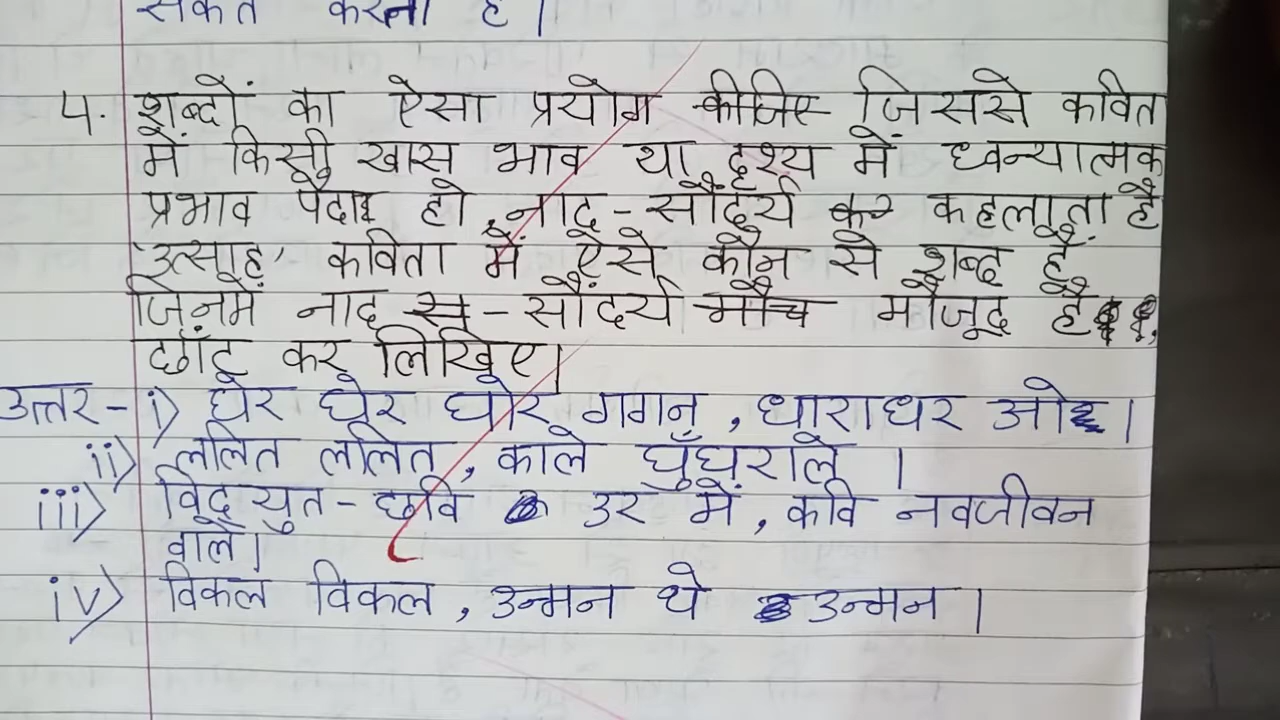 संकेत करता है।
4. शब्दों का ऐसा प्रयोग कीजिए जिससे कवित
में किसी खास भाव या दृश्य में ध्वन्यात्मक
प्रभाव पैदा हो, नाद-सौंदर्य कहलाता है
'उत्साह' कविता में ऐसे कौन से शब्द हैं
जिनमें नाद - सौंदर्य मौजूद है,
छाँट कर लिखिए।
उत्तर - i) घेर घेर घोर गगन, धाराधर ओ।
ii) ललित ललित, काले घुँघराले ।
iii) विद्युत-छवि उर में, कवि नवजीवन
वाले।
iv) विकल विकल, उन्मन थे उन्मन।